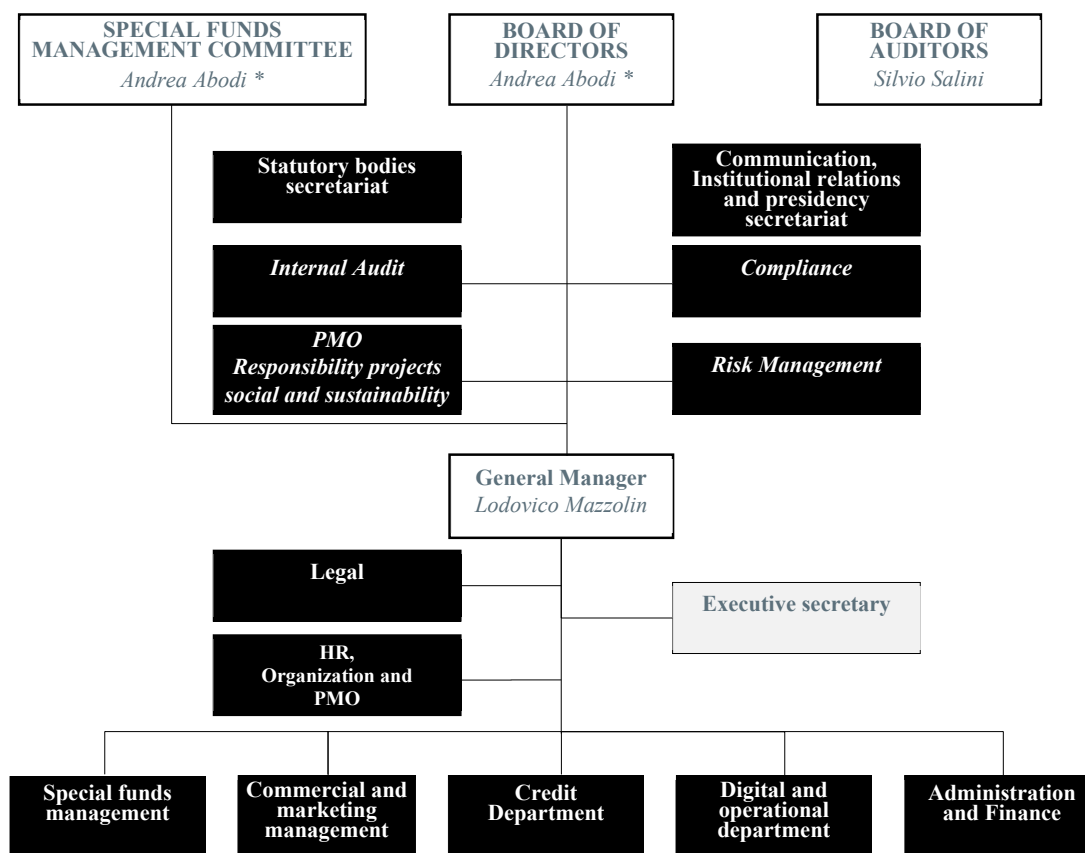 SPECIAL FUNDS
MANAGEMENT COMMITTEE
Andrea Abodi *
BOARD OF
DIRECTORS
Andrea Abodi *
BOARD OF
AUDITORS
Silvio Salini
Statutory bodies
secretariat
Communication,
Institutional relations
and presidency
secretariat
Internal Audit
Compliance
PMO
Responsibility projects
social and sustainability
Risk Management
General Manager
Lodovico Mazzolin
Legal
Executive secretary
HR,
Organization and
PMO
Special funds
management
Commercial and
marketing
management
Credit
Department
Digital and
operational
department
Administration
and Finance